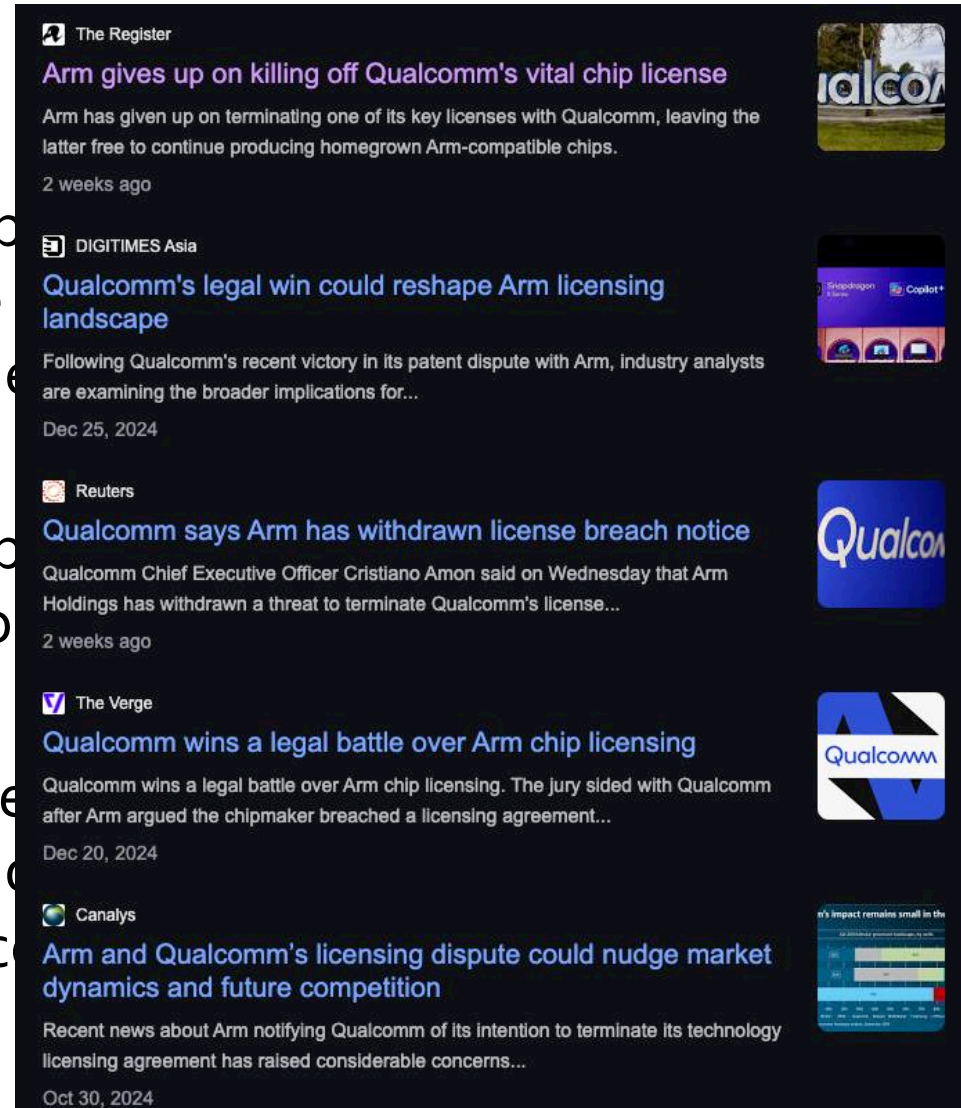 The Register
Arm gives up on killing off Qualcomm's vital chip license
Arm has given up on terminating one of its key licenses with Qualcomm, leaving the
latter free to continue producing homegrown Arm-compatible chips.
2 weeks ago
DIGITIMES Asia
Qualcomm's legal win could reshape Arm licensing
landscape
Following Qualcomm's recent victory in its patent dispute with Arm, industry analysts
are examining the broader implications for...
Snapdragon
Copilot+
Dec 25, 2024
Reuters
Qualcomm says Arm has withdrawn license breach notice
Qualcomm Chief Executive Officer Cristiano Amon said on Wednesday that Arm
Holdings has withdrawn a threat to terminate Qualcomm's license...
2 weeks ago
The Verge
Qualcomm wins a legal battle over Arm chip licensing
Qualcomm wins a legal battle over Arm chip licensing. The jury sided with Qualcomm
after Arm argued the chipmaker breached a licensing agreement...
Qualcomm
Dec 20, 2024
Canalys
Arm and Qualcomm’s licensing dispute could nudge market
dynamics and future competition
Recent news about Arm notifying Qualcomm of its intention to terminate its technology
licensing agreement has raised considerable concerns...
n's impact remains small in the
Oct 30, 2024